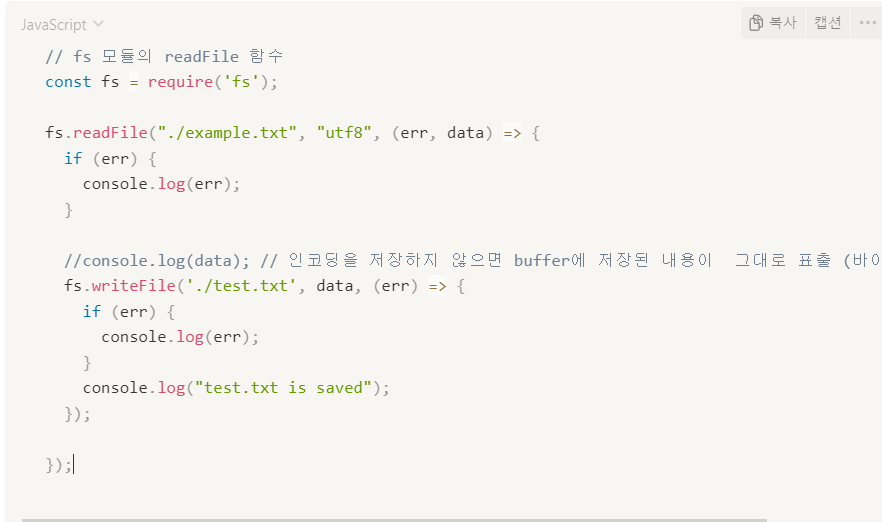 JavaScript
복사 캡션
// fs 모듈의 readFile 함수
const fs = require('fs');
fs.readFile("./example.txt", "utf8", (err, data) => {
if (err) {
console.log(err);
}
//console.log(data); // 인코딩을 저장하지 않으면 buffer에 저장된 내용이 그대로 표출 (바이
fs.writeFile('./test.txt', data, (err) => {
if (err) {
console.log(err);
}
console.log("test.txt is saved");
});
});